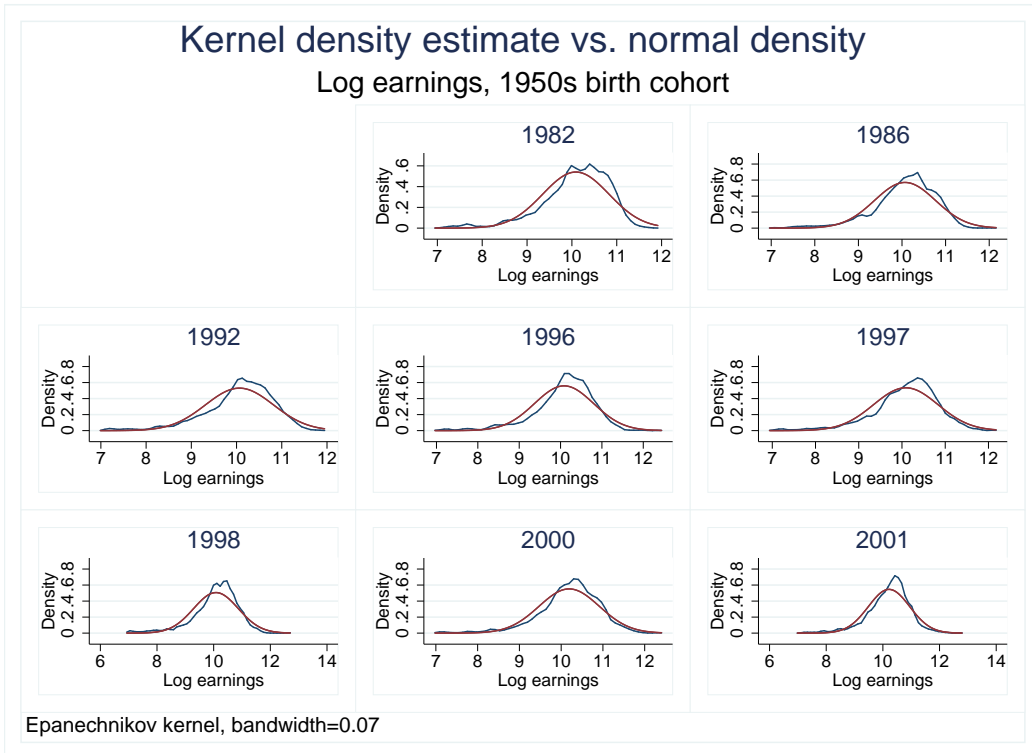 Kernel density estimate vs. normal density
Log earnings, 1950s birth cohort
1982
Density
0 .2 .4 .6
7 8 9 10 11 12
Log earnings
1986
Density
0 .2 .4 .6 .8
7 8 9 10 11 12
Log earnings
1992
Density
0 .2 .4 .6 .8
7 8 9 10 11 12
Log earnings
1996
Density
0 .2 .4 .6 .8
7 8 9 10 11 12
Log earnings
1997
Density
0 .2 .4 .6 .8
7 8 9 10 11 12
Log earnings
1998
Density
0 .2 .4 .6 .8
6 8 10 12 14
Log earnings
2000
Density
0 .2 .4 .6 .8
7 8 9 10 11 12
Log earnings
2001
Density
0 .2 .4 .6 .8
6 8 10 12 14
Log earnings
Epanechnikov kernel, bandwidth=0.07